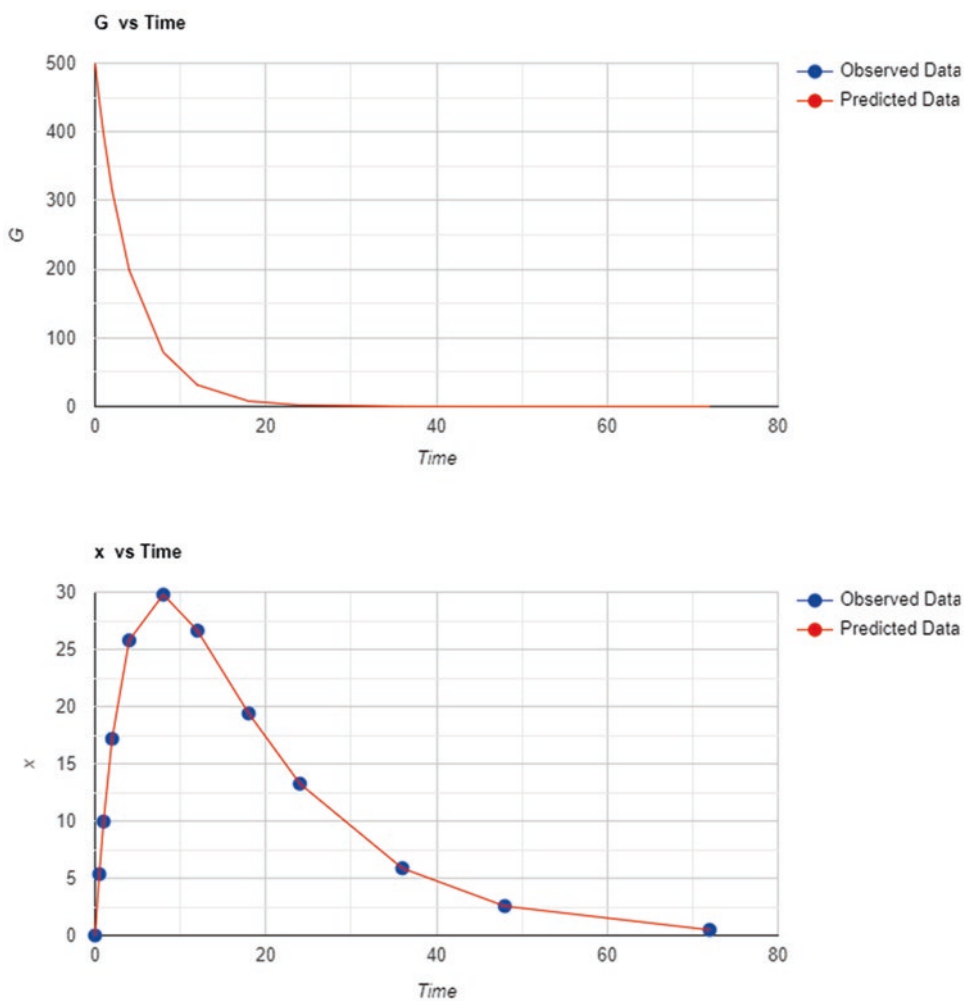 G vs Time
500
400
300
200
100
0
G
0 20 40 60 80
Time
Observed Data
Predicted Data
x vs Time
30
25
20
15
10
5
0
x
0 20 40 60 80
Time
Observed Data
Predicted Data